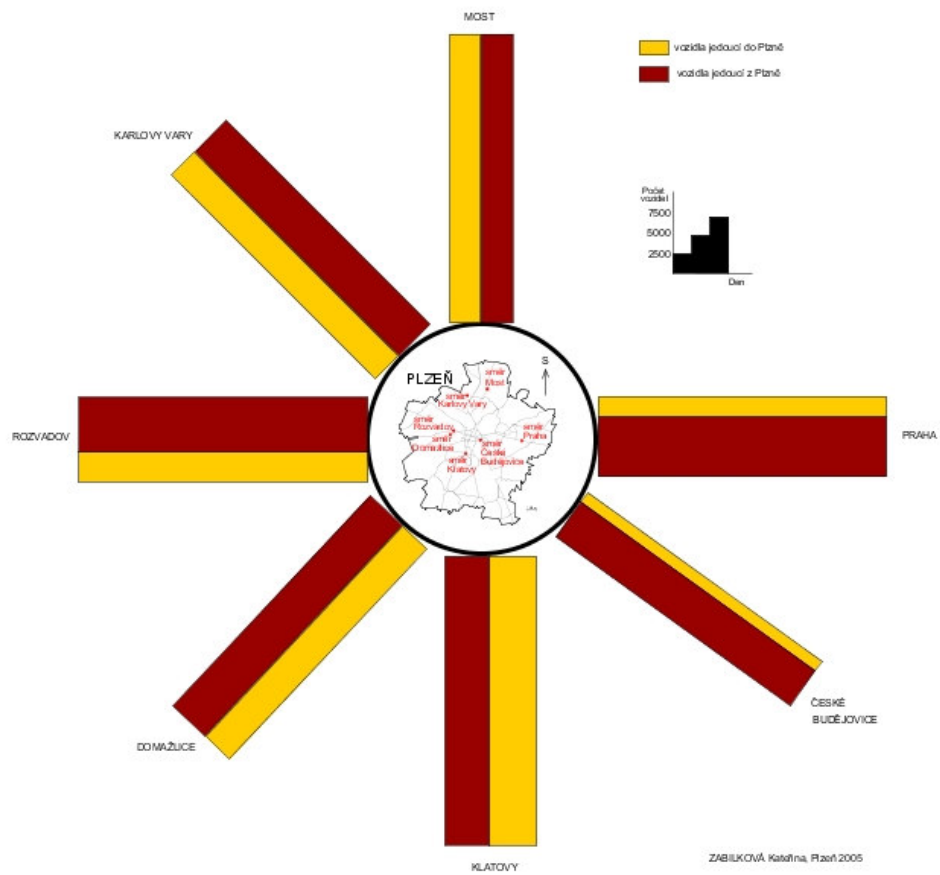 MOST
vozidla jedoucí do Plzně
vozidla jedoucí z Plzně
KARLOVY VARY
Počet
vozidel
7500
5000
2500
Den
PLZEŇ
S
směr
Most
směr
Karlovy Vary
směr
Rozvadov
směr
Domažlice
směr
Klatovy
směr
České
Budějovice
směr
Praha
ROZVADOV
PRAHA
ČESKÉ
BUDĚJOVICE
DOMAŽLICE
KLATOVY
ZABILKOVÁ Kateřina, Plzeň 2005